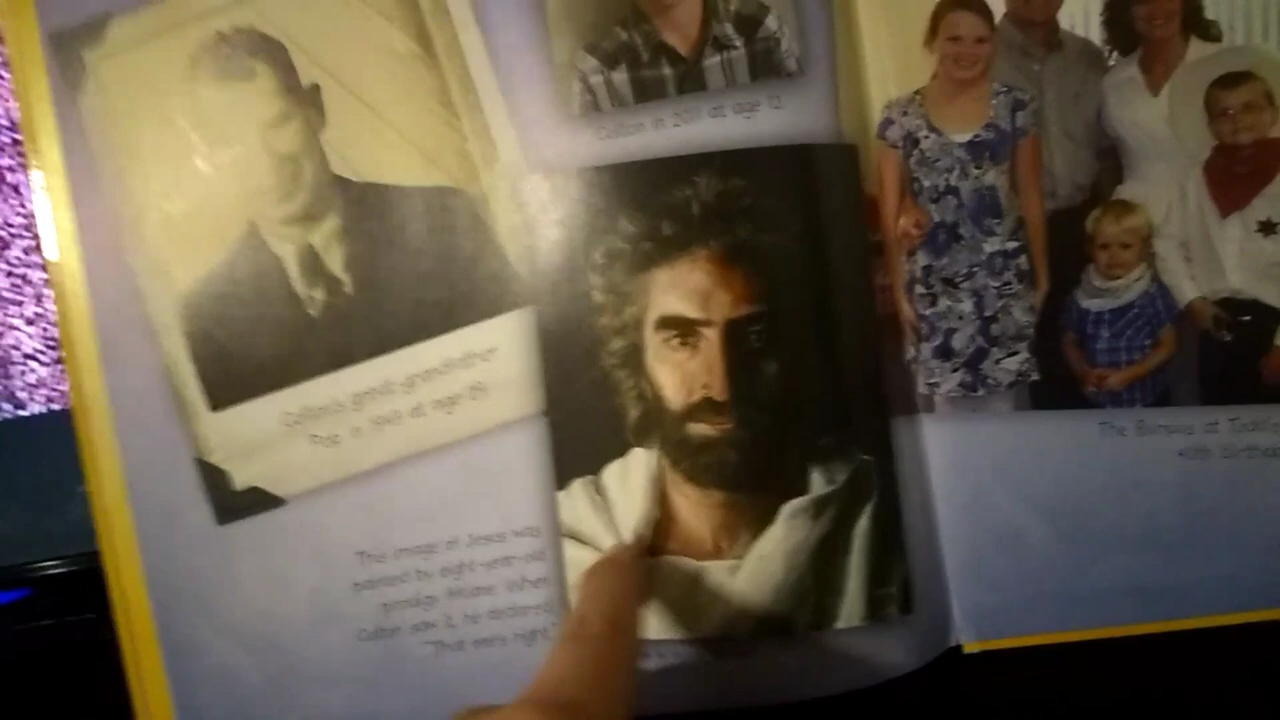 Colton in 2011 at age 12
Colton's great-grandfather
Pop in 1943 at age 29
The image of Jesus was
painted by eight-year-old
prodigy Akiane. When
Colton saw it, he declared,
"That one's right."
The Burpos at Todd's
40th birthday